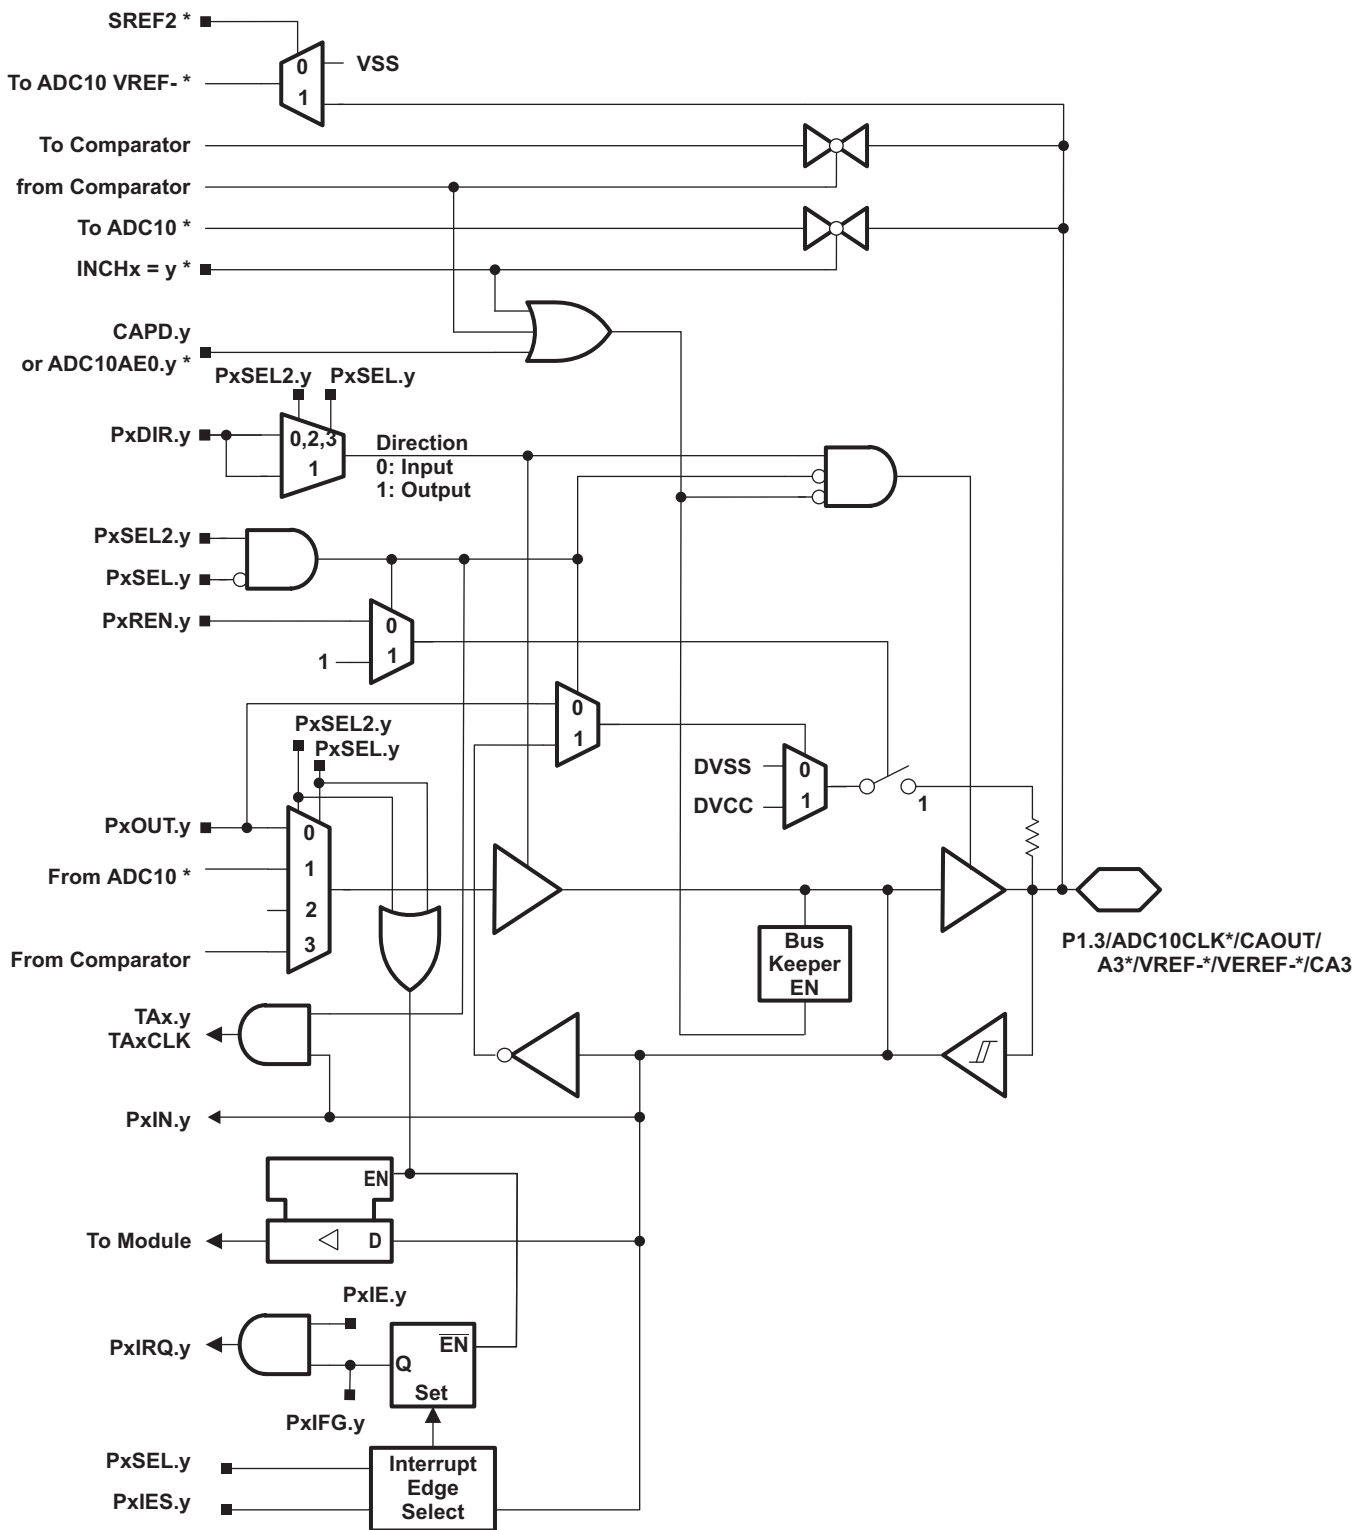 SREF2 *
0
VSS
To ADC10 VREF- *
1
To Comparator
from Comparator
To ADC10 *
INCHx = y *
CAPD.y
or ADC10AE0.y *
PxSEL2.y
PxSEL.y
PxDIR.y
0,2,3
1
Direction
0: Input
1: Output
PxSEL2.y
PxSEL.y
PxREN.y
0
1
1
0
1
PxSEL2.y
PxSEL.y
DVSS
0
DVCC
1
1
PxOUT.y
0
1
From ADC10 *
2
3
From Comparator
Bus
Keeper
EN
P1.3/ADC10CLK*/CAOUT/
A3*/VREF-*/VEREF-*/CA3
TAx.y
TAxCLK
PxIN.y
EN
To Module
D
PxIE.y
PxIRQ.y
EN
Q
Set
PxIFG.y
PxSEL.y
PxIES.y
Interrupt
Edge
Select